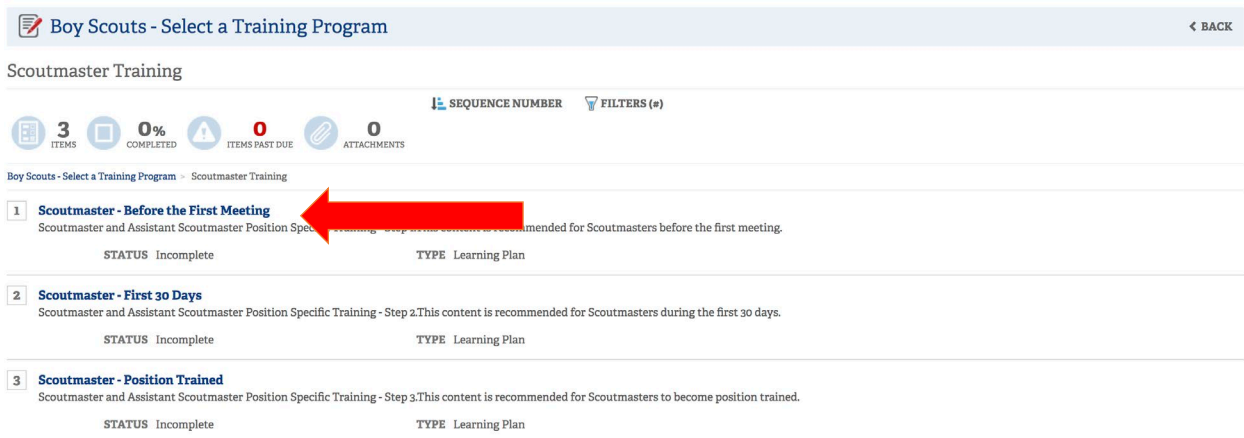 Boy Scouts - Select a Training Program
BACK
Scoutmaster Training
SEQUENCE NUMBER FILTERS (#)
3 ITEMS 0% COMPLETED 0 ITEMS PAST DUE 0 ATTACHMENTS
Boy Scouts - Select a Training Program > Scoutmaster Training
1 Scoutmaster - Before the First Meeting
Scoutmaster and Assistant Scoutmaster Position for Scoutmasters before the first meeting.
STATUS Incomplete TYPE Learning Plan
2 Scoutmaster - First 30 Days
Scoutmaster and Assistant Scoutmaster Position Specific Training - Step 2.This content is recommended for Scoutmasters during the first 30 days.
STATUS Incomplete TYPE Learning Plan
3 Scoutmaster - Position Trained
Scoutmaster and Assistant Scoutmaster Position Specific Training - Step 3.This content is recommended for Scoutmasters to become position trained.
STATUS Incomplete TYPE Learning Plan